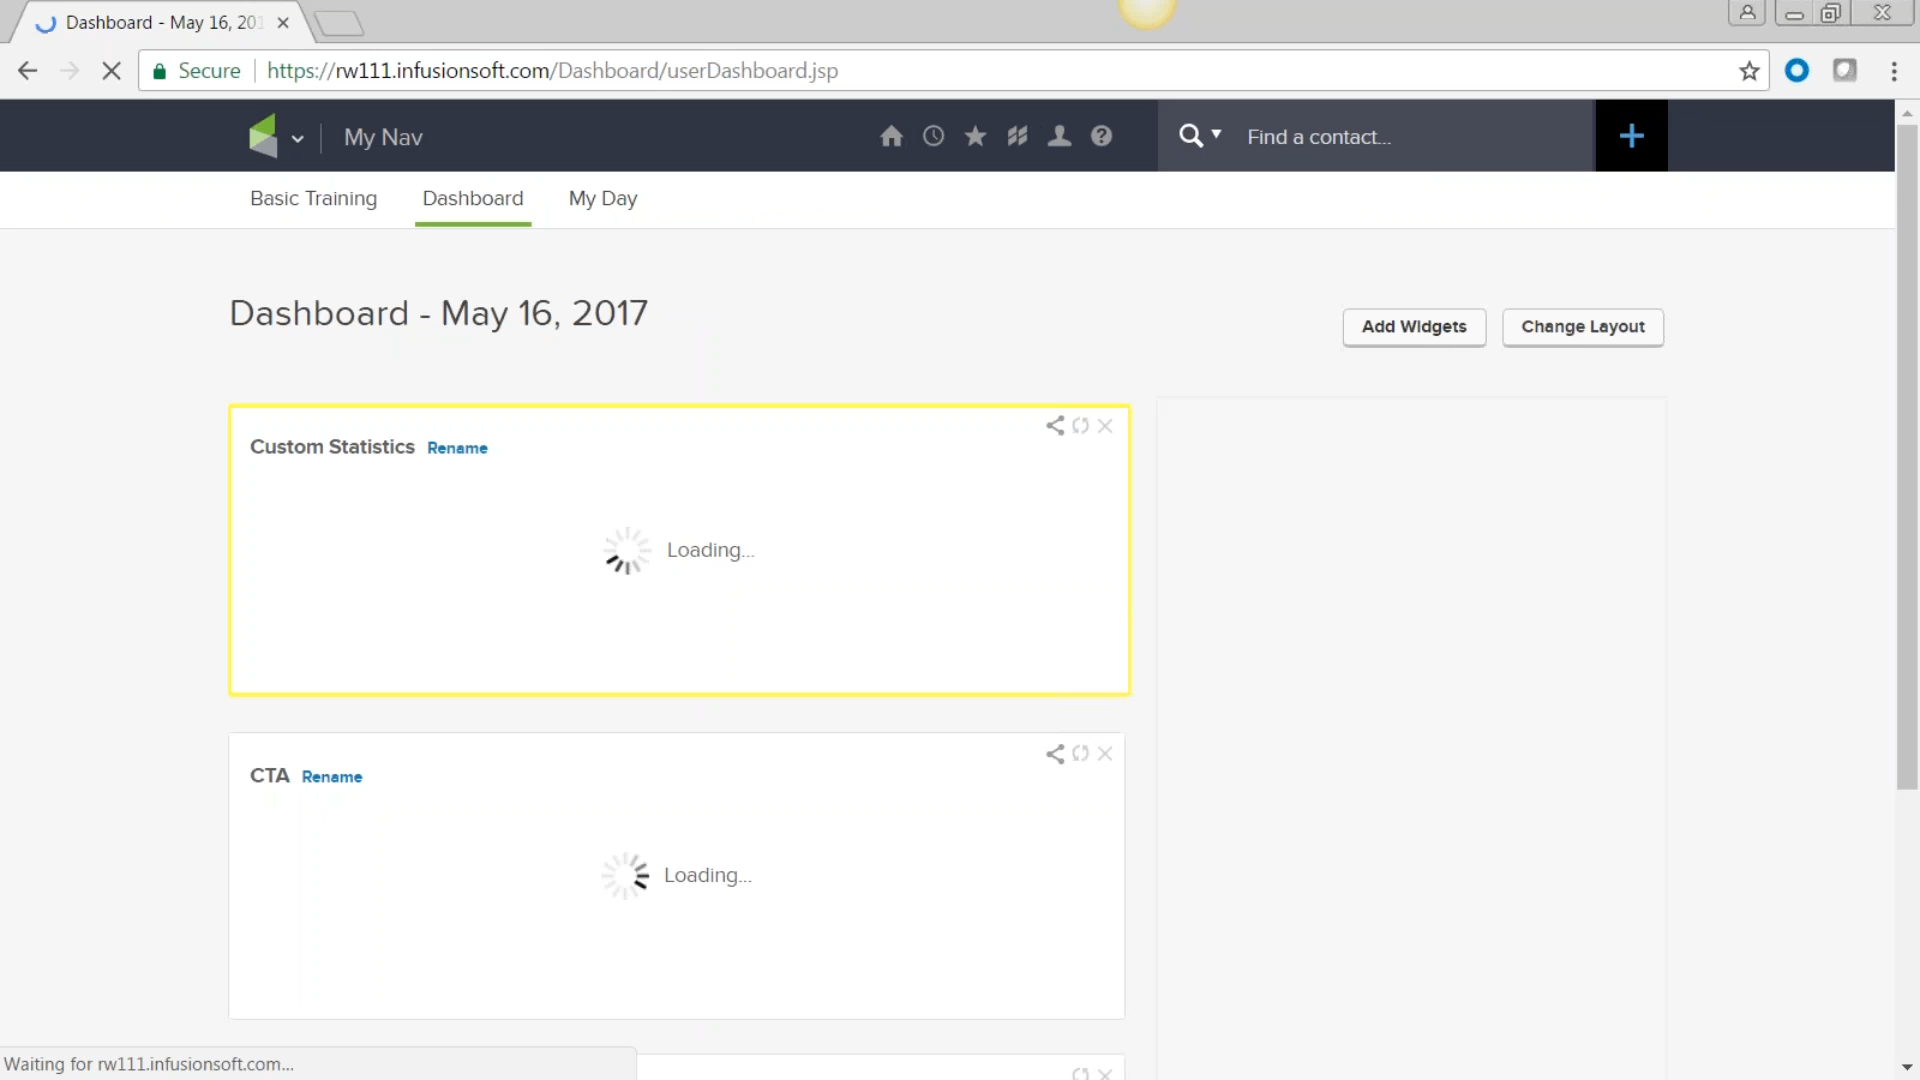 Dashboard - May 16, 201
Secure https://rw111.infusionsoft.com/Dashboard/userDashboard.jsp
My Nav Find a contact...
Basic Training Dashboard My Day
Dashboard - May 16, 2017
Add Widgets Change Layout
Custom Statistics Rename
Loading...
CTA Rename
Loading...
Waiting for rw111.infusionsoft.com...